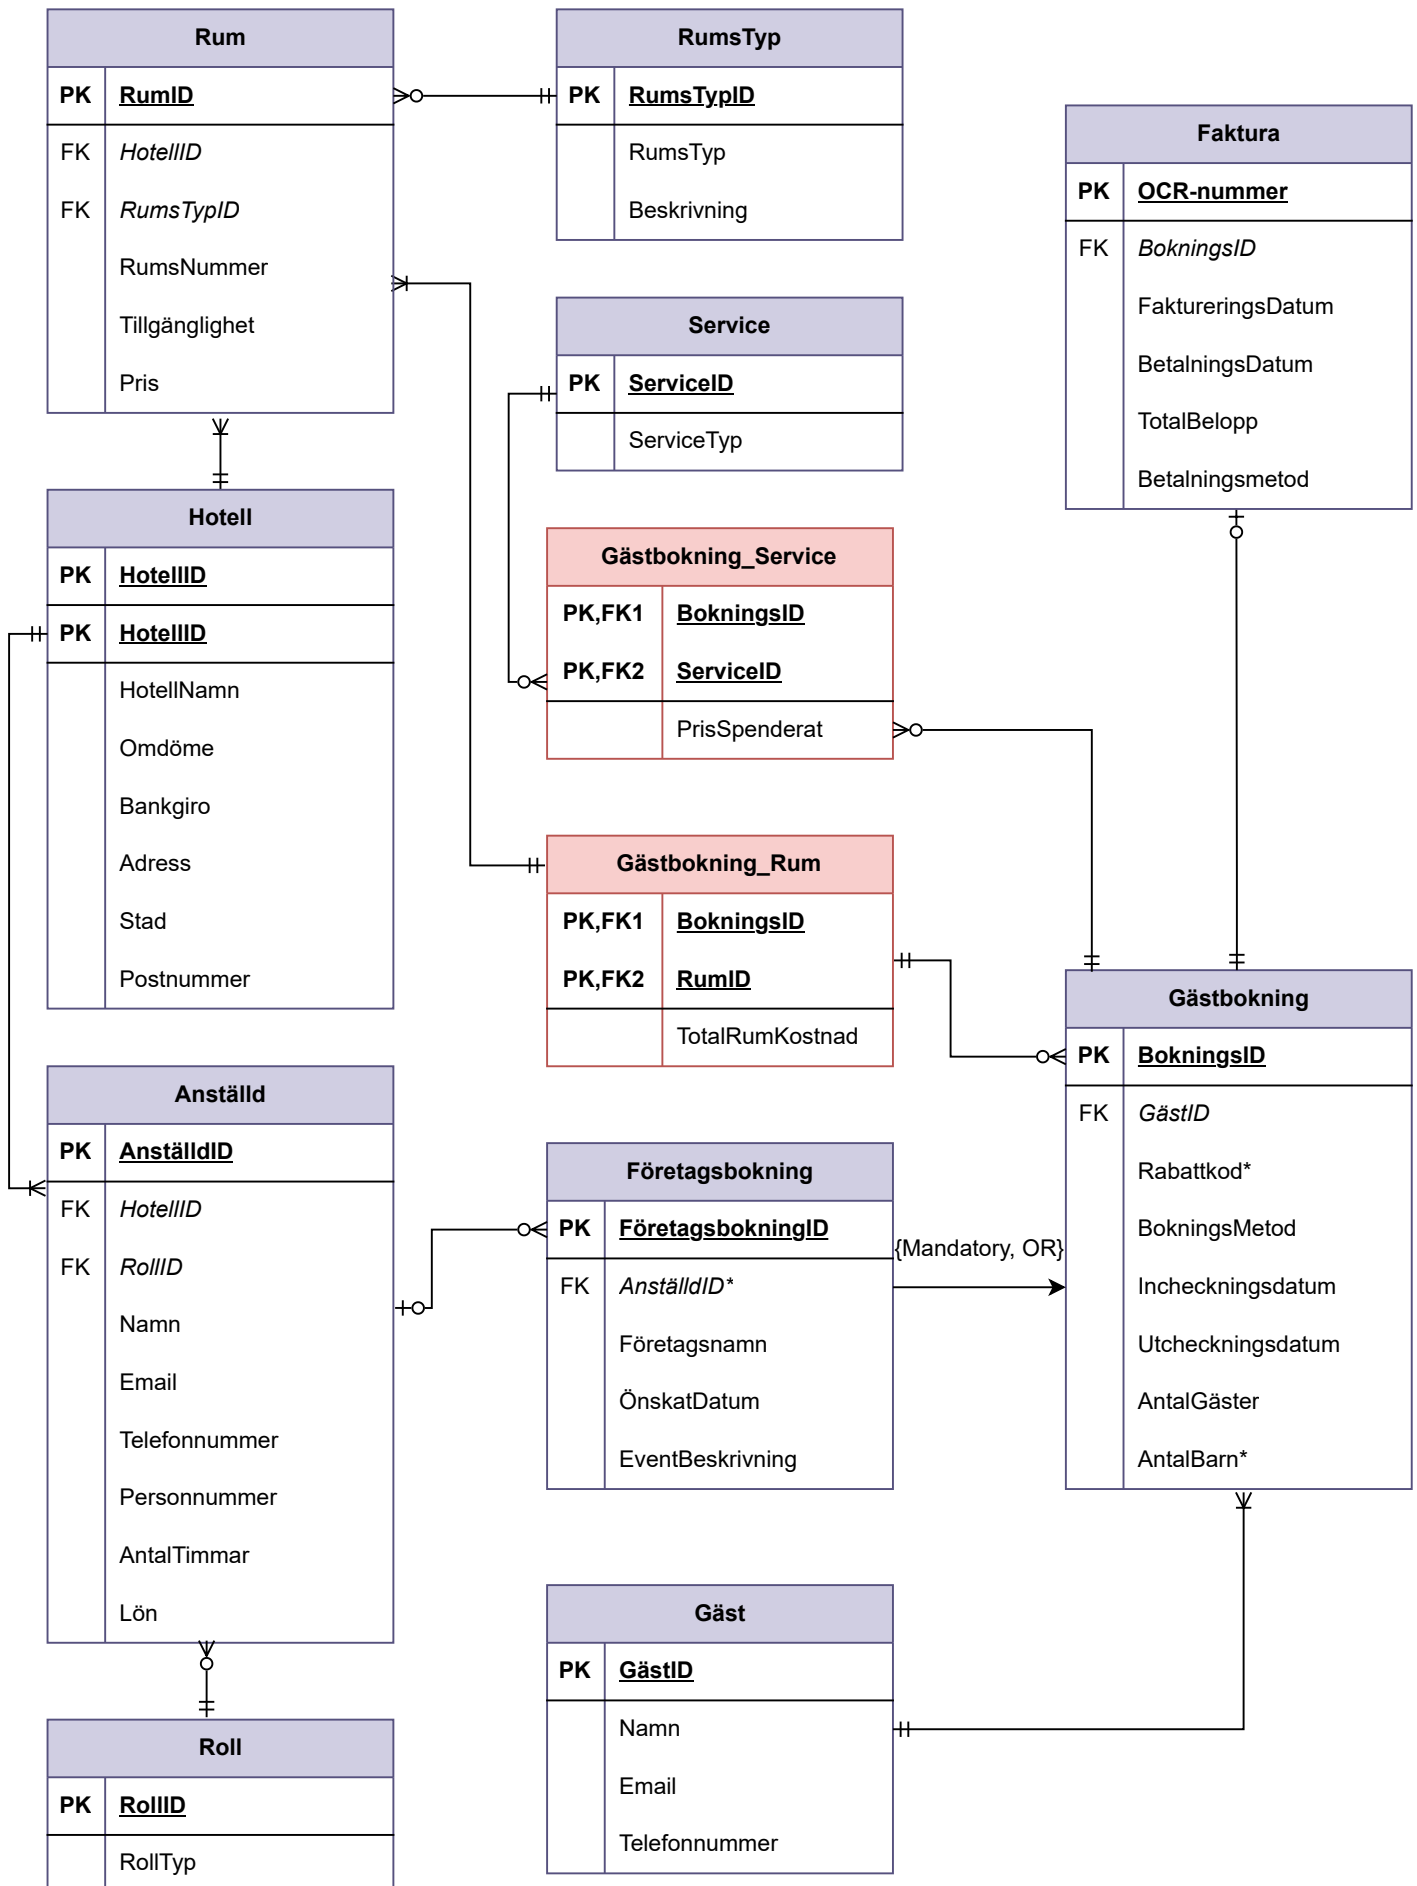 Rum
PK RumID
FK HotellID
FK RumsTypID
RumsNummer
Tillgänglighet
Pris
RumsTyp
PK RumsTypID
RumsTyp
Beskrivning
Faktura
PK OCR-nummer
FK BokningsID
FaktureringsDatum
BetalningsDatum
TotalBelopp
Betalningsmetod
Service
PK ServiceID
ServiceTyp
Hotell
PK HotellID
PK HotellID
HotellNamn
Omdöme
Bankgiro
Adress
Stad
Postnummer
Gästbokning_Service
PK,FK1 BokningsID
PK,FK2 ServiceID
PrisSpenderat
Gästbokning_Rum
PK,FK1 BokningsID
PK,FK2 RumID
TotalRumKostnad
Gästbokning
PK BokningsID
FK GästID
Rabattkod*
BokningsMetod
Incheckningsdatum
Utcheckningsdatum
AntalGäster
AntalBarn*
Anställd
PK AnställdID
FK HotellID
FK RollID
Namn
Email
Telefonnummer
Personnummer
AntalTimmar
Lön
Företagsbokning
PK FöretagsbokningID
FK AnställdID*
Företagsnamn
ÖnskatDatum
EventBeskrivning
{Mandatory, OR}
Gäst
PK GästID
Namn
Email
Telefonnummer
Roll
PK RollID
RollTyp